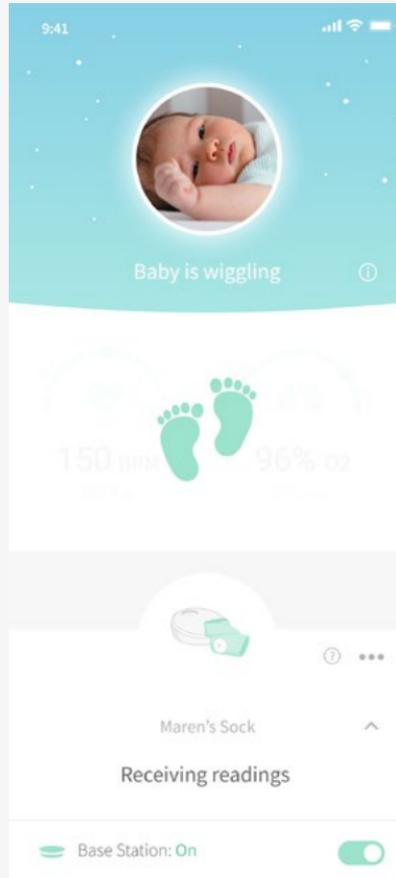 9:41
Baby is wiggling
150 BPM 96% O2
Maren's Sock
Receiving readings
Base Station: On